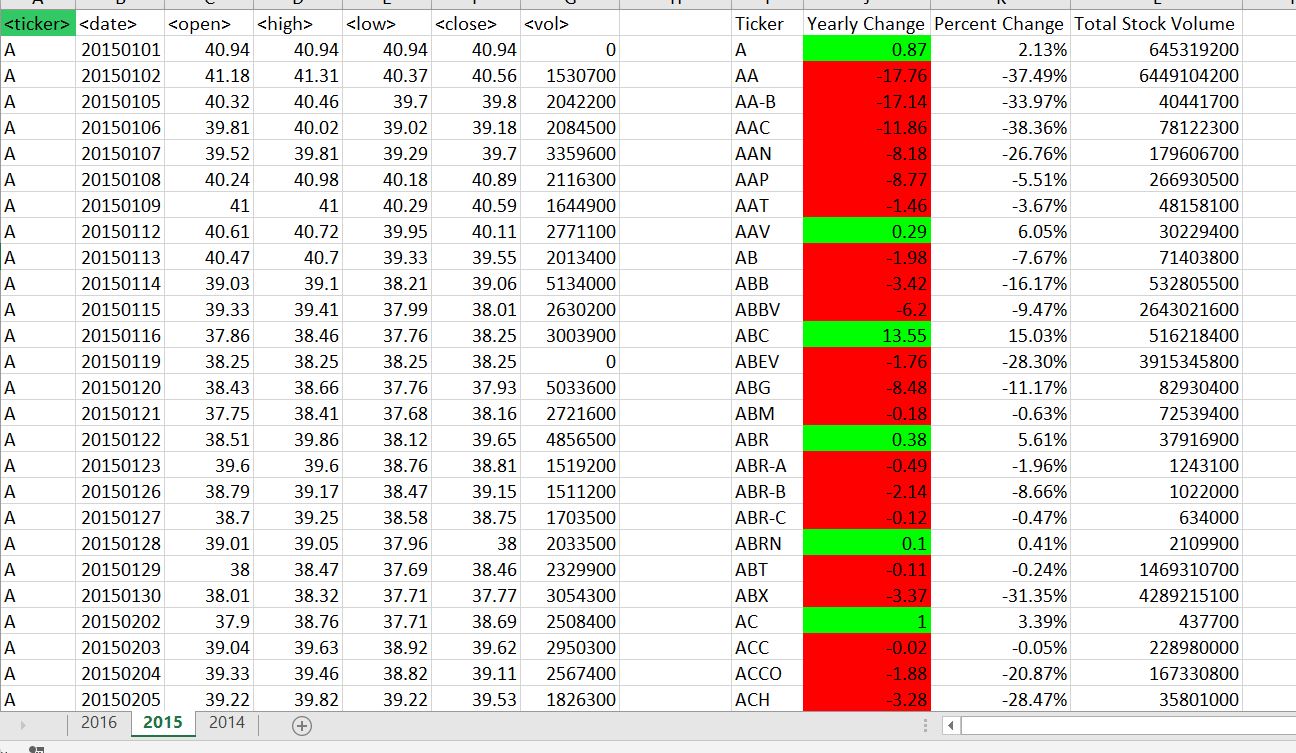 <ticker> <date> <open> <high> <low> <close> <vol> Ticker Yearly Change Percent Change Total Stock Volume
A 20150101 40.94 40.94 40.94 40.94 0 A 0.87 2.13% 645319200
A 20150102 41.18 41.31 40.37 40.56 1530700 AA -17.76 -37.49% 6449104200
A 20150105 40.32 40.46 39.7 39.8 2042200 AA-B -17.14 -33.97% 40441700
A 20150106 39.81 40.02 39.02 39.18 2084500 AAC -11.86 -38.36% 78122300
A 20150107 39.52 39.81 39.29 39.7 3359600 AAN -8.18 -26.76% 179606700
A 20150108 40.24 40.98 40.18 40.89 2116300 AAP -8.77 -5.51% 266930500
A 20150109 41 41 40.29 40.59 1644900 AAT -1.46 -3.67% 48158100
A 20150112 40.61 40.72 39.95 40.11 2771100 AAV 0.29 6.05% 30229400
A 20150113 40.47 40.7 39.33 39.55 2013400 AB -1.98 -7.67% 71403800
A 20150114 39.03 39.1 38.21 39.06 5134000 ABB -3.42 -16.17% 532805500
A 20150115 39.33 39.41 37.99 38.01 2630200 ABBV -6.2 -9.47% 2643021600
A 20150116 37.86 38.46 37.76 38.25 3003900 ABC 13.55 15.03% 516218400
A 20150119 38.25 38.25 38.25 38.25 0 ABEV -1.76 -28.30% 3915345800
A 20150120 38.43 38.66 37.76 37.93 5033600 ABG -8.48 -11.17% 82930400
A 20150121 37.75 38.41 37.68 38.16 2721600 ABM -0.18 -0.63% 72539400
A 20150122 38.51 39.86 38.12 39.65 4856500 ABR 0.38 5.61% 37916900
A 20150123 39.6 39.6 38.76 38.81 1519200 ABR-A -0.49 -1.96% 1243100
A 20150126 38.79 39.17 38.47 39.15 1511200 ABR-B -2.14 -8.66% 1022000
A 20150127 38.7 39.25 38.58 38.75 1703500 ABR-C -0.12 -0.47% 634000
A 20150128 39.01 39.05 37.96 38 2033500 ABRN 0.1 0.41% 2109900
A 20150129 38 38.47 37.69 38.46 2329900 ABT -0.11 -0.24% 1469310700
A 20150130 38.01 38.32 37.71 37.77 3054300 ABX -3.37 -31.35% 4289215100
A 20150202 37.9 38.76 37.71 38.69 2508400 AC 1 3.39% 437700
A 20150203 39.04 39.63 38.92 39.62 2950300 ACC -0.02 -0.05% 228980000
A 20150204 39.33 39.46 38.82 39.11 2567400 ACCO -1.88 -20.87% 167330800
A 20150205 39.22 39.82 39.22 39.53 1826300 ACH -3.28 -28.47% 35801000
2016 2015 2014